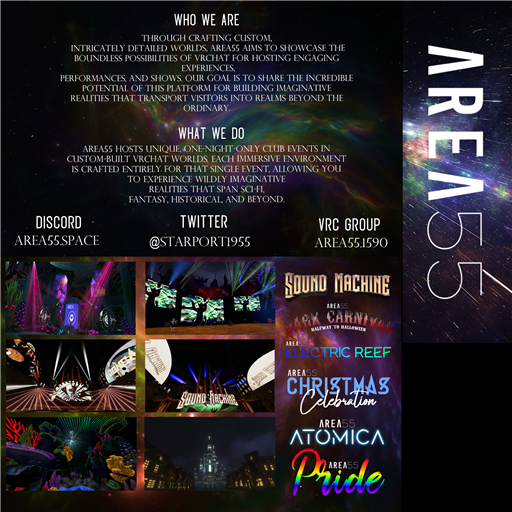 WHO WE ARE
THROUGH CRAFTING CUSTOM,
INTRICATELY DETAILED WORLDS, AREA55 AIMS TO SHOWCASE THE
BOUNDLESS POSSIBILITIES OF VRCHAT FOR HOSTING ENGAGING
EXPERIENCES,
PERFORMANCES, AND SHOWS. OUR GOAL IS TO SHARE THE INCREDIBLE
POTENTIAL OF THIS PLATFORM FOR BUILDING IMAGINATIVE
REALITIES THAT TRANSPORT VISITORS INTO REALMS BEYOND THE
ORDINARY.
WHAT WE DO
AREA55 HOSTS UNIQUE, ONE-NIGHT-ONLY CLUB EVENTS IN
CUSTOM-BUILT VRCHAT WORLDS. EACH IMMERSIVE ENVIRONMENT
IS CRAFTED ENTIRELY FOR THAT SINGLE EVENT, ALLOWING YOU
TO EXPERIENCE WILDLY IMAGINATIVE
REALITIES THAT SPAN SCI-FI,
FANTASY, HISTORICAL, AND BEYOND.
DISCORD
AREA55.SPACE
TWITTER
@STARPORT1955
VRC GROUP
AREA55.1590
AREA55
SOUND MACHINE
SOUND MACHINE
AREA55
DARK CARNIVAL
HALFWAY TO HALLOWEEN
AREA55
ELECTRIC REEF
AREA55
CHRISTMAS
Celebration
AREA55
ATOMICA
AREA55
Pride